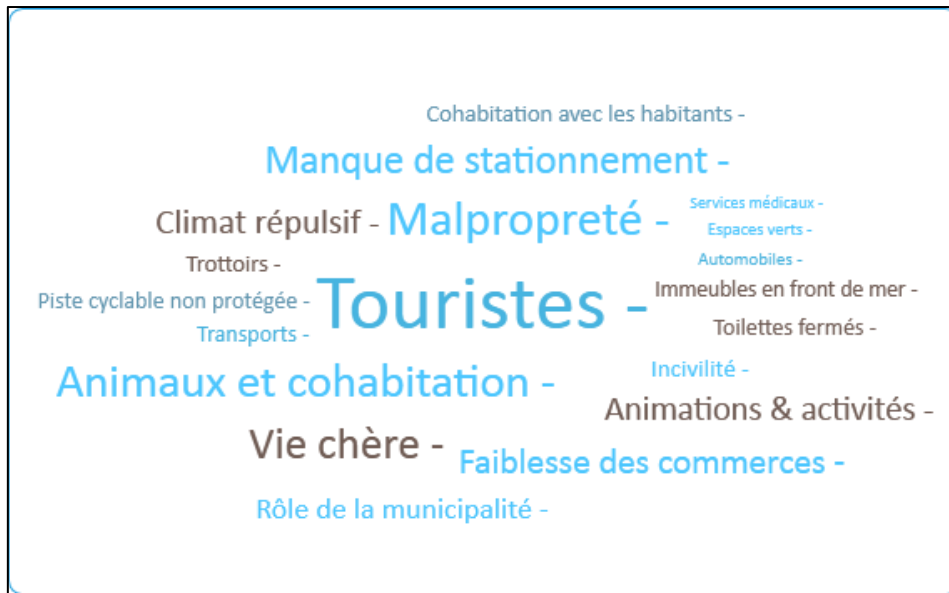 Cohabitation avec les habitants -
Manque de stationnement -
Climat répulsif -
Malpropreté -
Services médicaux -
Espaces verts -
Automobiles -
Trottoirs -
Piste cyclable non protégée -
Transports -
Touristes -
Immeubles en front de mer -
Toilettes fermés -
Animaux et cohabitation -
Incivilité -
Animations & activités -
Vie chère -
Faiblesse des commerces -
Rôle de la municipalité -